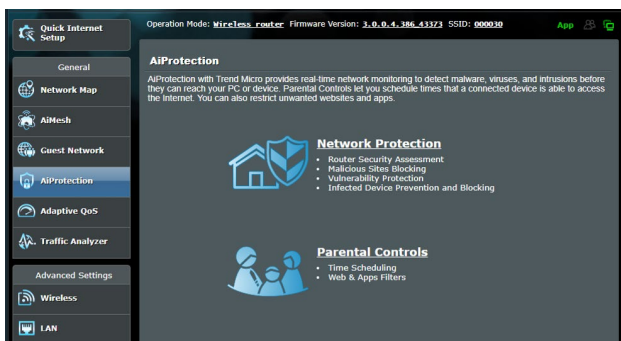 Quick Internet
Setup
Operation Mode: Wireless router Firmware Version: 3.0.0.4.386_43373 SSID: 000030
App
General
Network Map
AiMesh
Guest Network
AiProtection
Adaptive QoS
Traffic Analyzer
Advanced Settings
Wireless
LAN
AiProtection
AiProtection with Trend Micro provides real-time network monitoring to detect malware, viruses, and intrusions before
they can reach your PC or device. Parental Controls let you schedule times that a connected device is able to access
the Internet. You can also restrict unwanted websites and apps.
Network Protection
• Router Security Assessment
• Malicious Sites Blocking
• Vulnerability Protection
• Infected Device Prevention and Blocking
Parental Controls
• Time Scheduling
• Web & Apps Filters